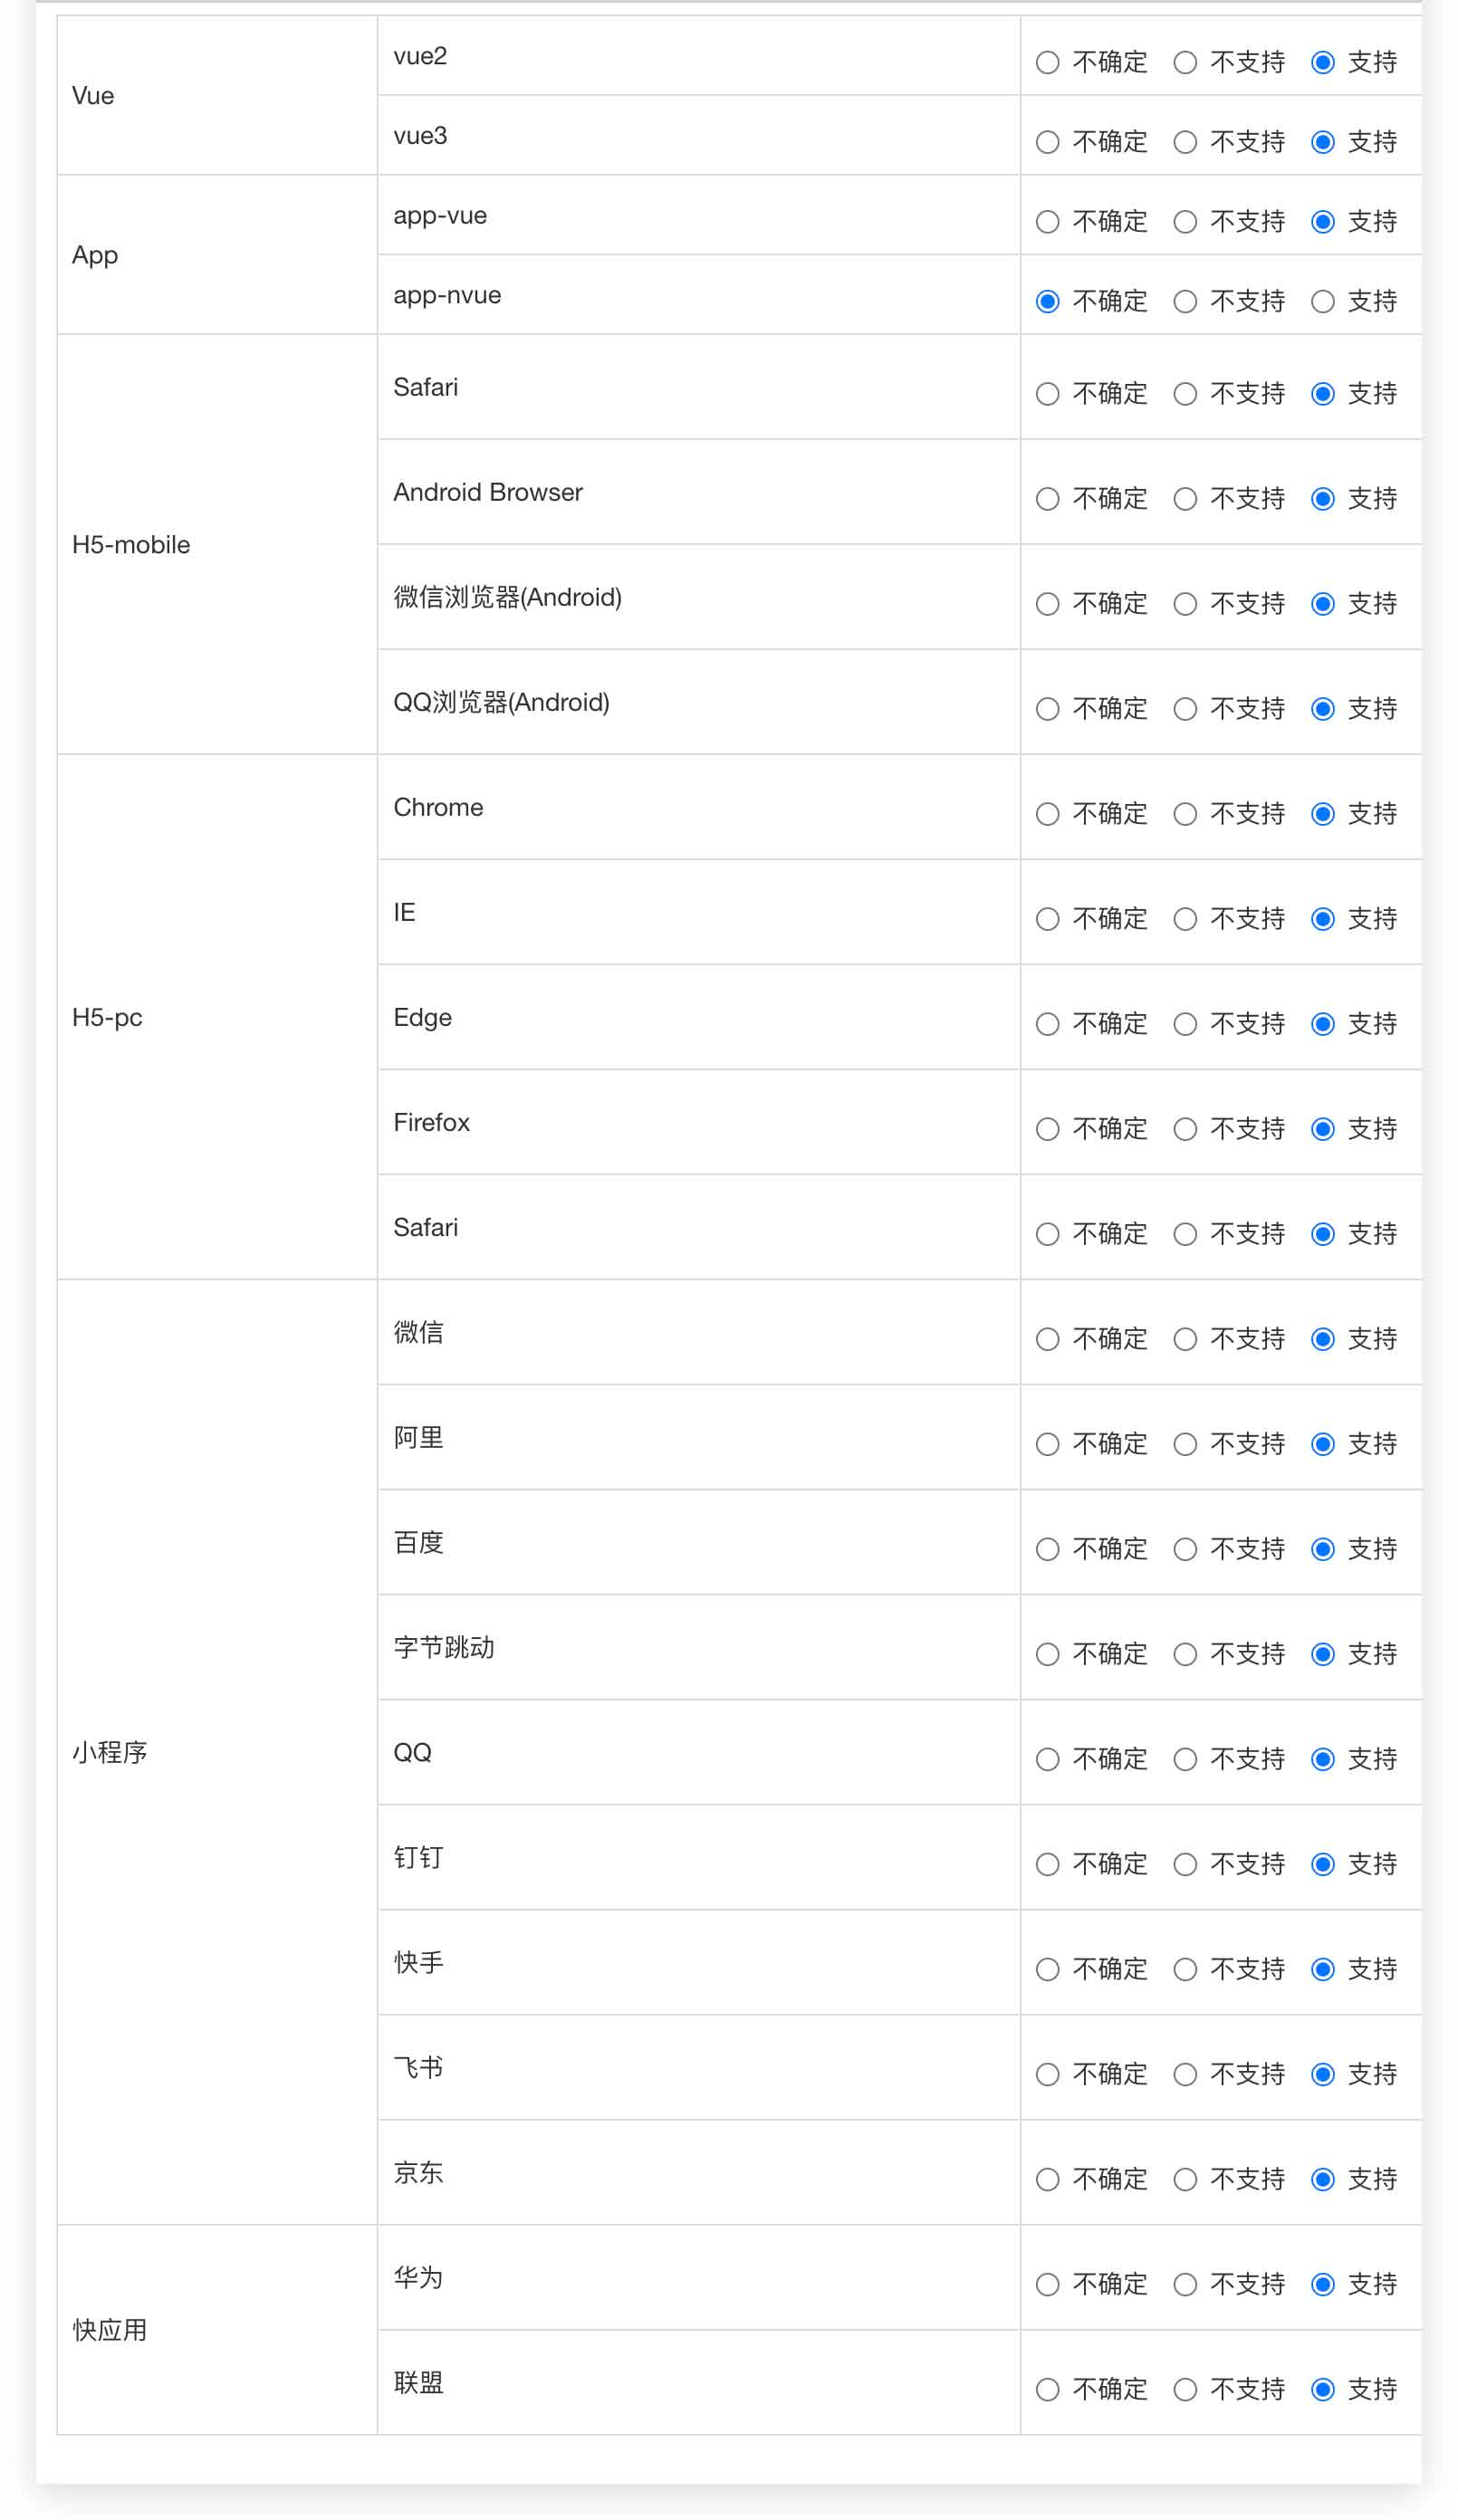 Vue
vue2
不确定 不支持 支持
vue3
不确定 不支持 支持
App
app-vue
不确定 不支持 支持
app-nvue
不确定 不支持 支持
H5-mobile
Safari
不确定 不支持 支持
Android Browser
不确定 不支持 支持
微信浏览器(Android)
不确定 不支持 支持
QQ浏览器(Android)
不确定 不支持 支持
H5-pc
Chrome
不确定 不支持 支持
IE
不确定 不支持 支持
Edge
不确定 不支持 支持
Firefox
不确定 不支持 支持
Safari
不确定 不支持 支持
小程序
微信
不确定 不支持 支持
阿里
不确定 不支持 支持
百度
不确定 不支持 支持
字节跳动
不确定 不支持 支持
QQ
不确定 不支持 支持
钉钉
不确定 不支持 支持
快手
不确定 不支持 支持
飞书
不确定 不支持 支持
京东
不确定 不支持 支持
快应用
华为
不确定 不支持 支持
联盟
不确定 不支持 支持